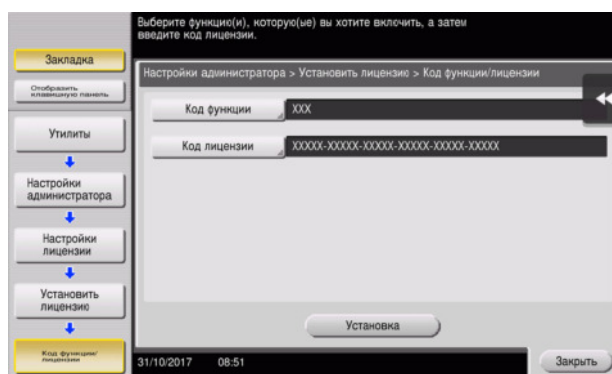 Выберите функцию(и), которую(ые) вы хотите включить, а затем
введите код лицензии.
Закладка
Отобразить
клавишную панель
Утилиты
Настройки
администратора
Настройки
лицензии
Установить
лицензию
Код функции/
лицензии
Настройки администратора > Установить лицензию > Код функции/лицензии
Код функции
XXX
Код лицензии
XXXXX-XXXXX-XXXXX-XXXXX-XXXXX-XXXXX
Установка
31/10/2017 08:51
Закрыть